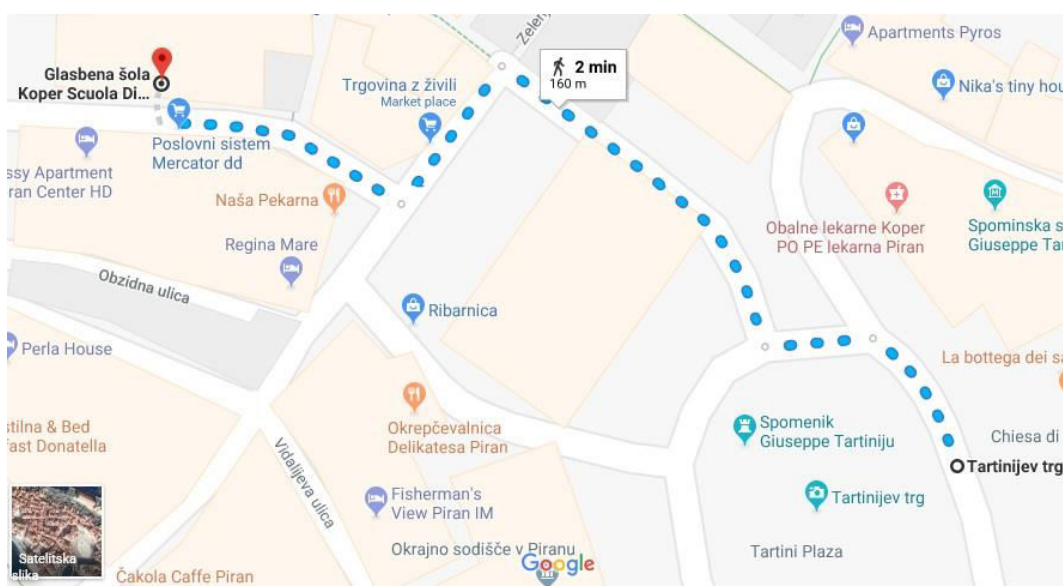 Zelenj
Apartments Pyros
Glasbena šola
Koper Scuola Di...
Trgovina z živili
Market place
2 min
160 m
Nika's tiny hou
Poslovni sistem
Mercator dd
ssy Apartment
ran Center HD
Naša Pekarna
Obalne lekarne Koper
PO PE lekarna Piran
Spominska s
Giuseppe Tar
Regina Mare
Obzidna ulica
Ribarnica
Perla House
La bottega dei sa
stilna & Bed
fast Donatella
Okrepčevalnica
Delikatesa Piran
Spomenik
Giuseppe Tartiniju
Chiesa di
Tartinijev trg
Vidalijeva ulica
Fisherman's
View Piran IM
Tartinijev trg
Satelitska
slika
Okrajno sodišče v Piranu
Google
Tartini Plaza
Čakola Caffe Piran